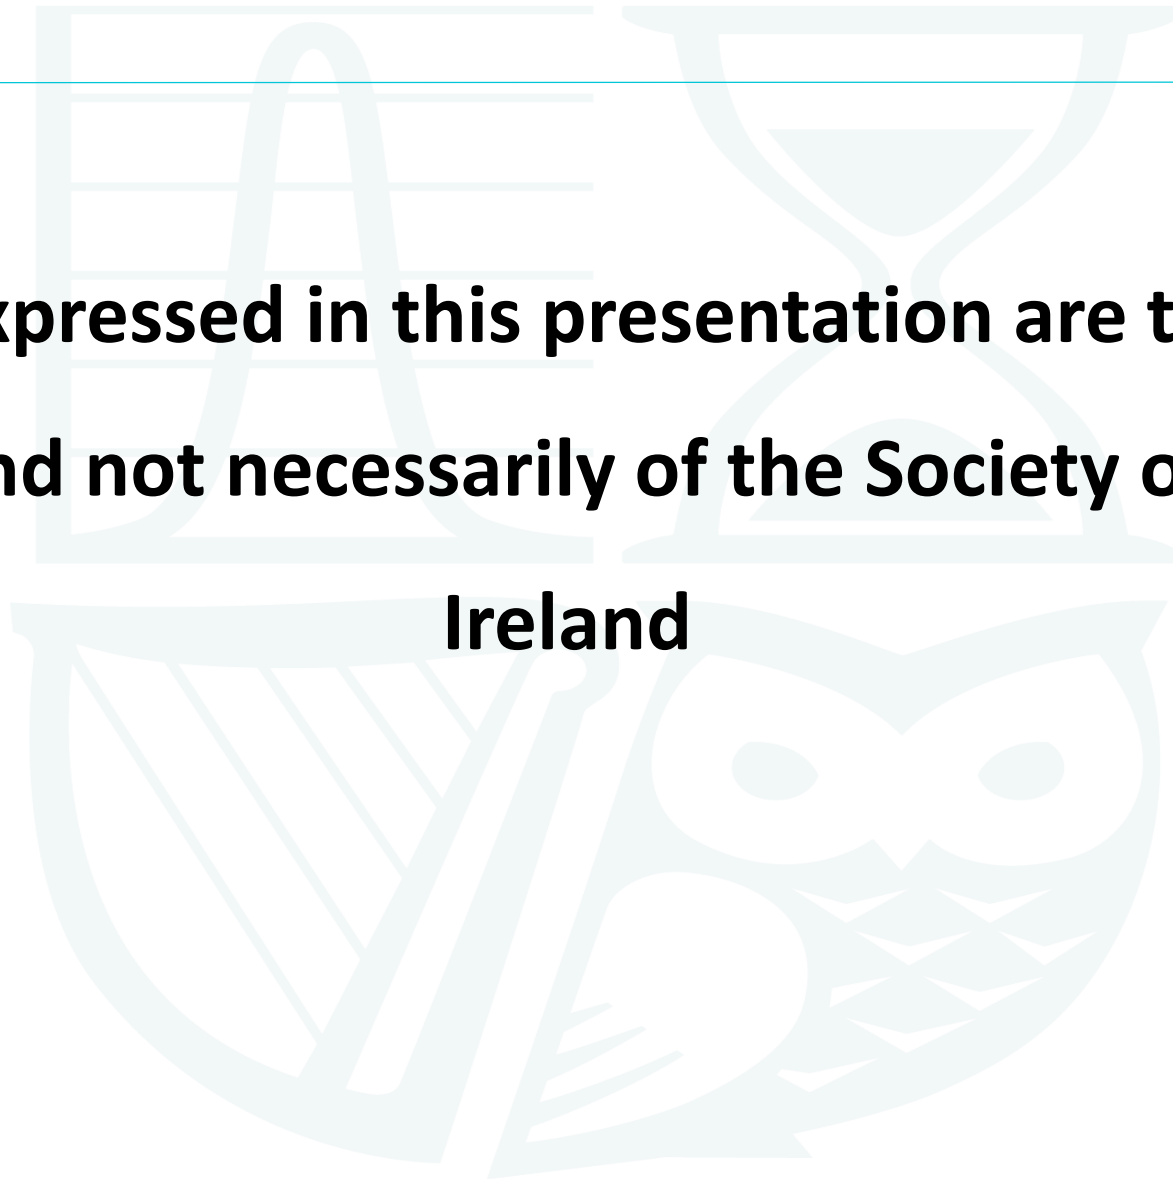 xpressed in this presentation are t
nd not necessarily of the Society o
Ireland